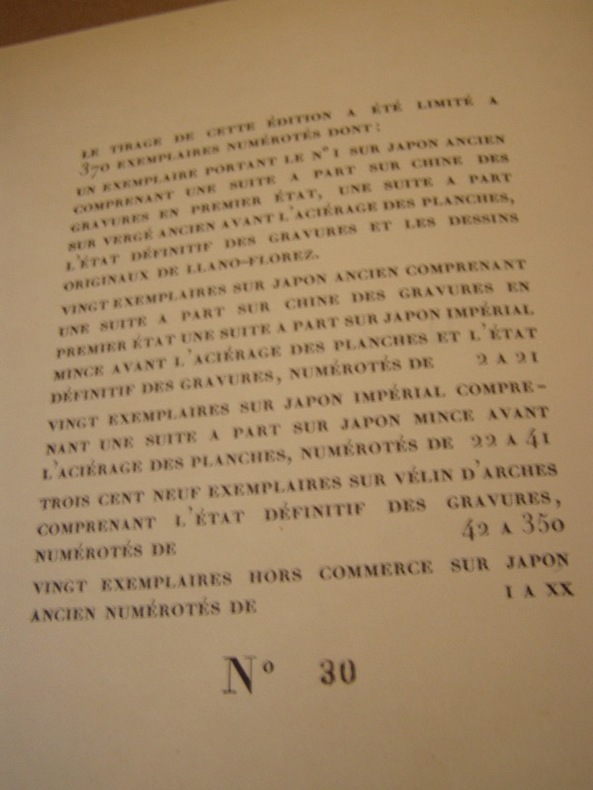 LE TIRAGE DE CETTE ÉDITION A ÉTÉ LIMITÉ A
370 EXEMPLAIRES NUMÉROTÉS DONT :
UN EXEMPLAIRE PORTANT LE N° 1 SUR JAPON ANCIEN
COMPRENANT UNE SUITE A PART SUR CHINE DES
GRAVURES EN PREMIER ÉTAT, UNE SUITE A PART
SUR VERGÉ ANCIEN AVANT L'ACIÉRAGE DES PLANCHES,
L'ÉTAT DÉFINITIF DES GRAVURES ET LES DESSINS
ORIGINAUX DE LLANO-FLOREZ.
VINGT EXEMPLAIRES SUR JAPON ANCIEN COMPRENANT
UNE SUITE A PART SUR CHINE DES GRAVURES EN
PREMIER ÉTAT UNE SUITE A PART SUR JAPON IMPÉRIAL
MINCE AVANT L'ACIÉRAGE DES PLANCHES ET L'ÉTAT
DÉFINITIF DES GRAVURES, NUMÉROTÉS DE 2 A 21
VINGT EXEMPLAIRES SUR JAPON IMPÉRIAL COMPRE-
NANT UNE SUITE A PART SUR JAPON MINCE AVANT
L'ACIÉRAGE DES PLANCHES, NUMÉROTÉS DE 22 A 41
TROIS CENT NEUF EXEMPLAIRES SUR VÉLIN D'ARCHES
COMPRENANT L'ÉTAT DÉFINITIF DES GRAVURES,
NUMÉROTÉS DE 42 A 350
VINGT EXEMPLAIRES HORS COMMERCE SUR JAPON
ANCIEN NUMÉROTÉS DE I A XX
N° 30